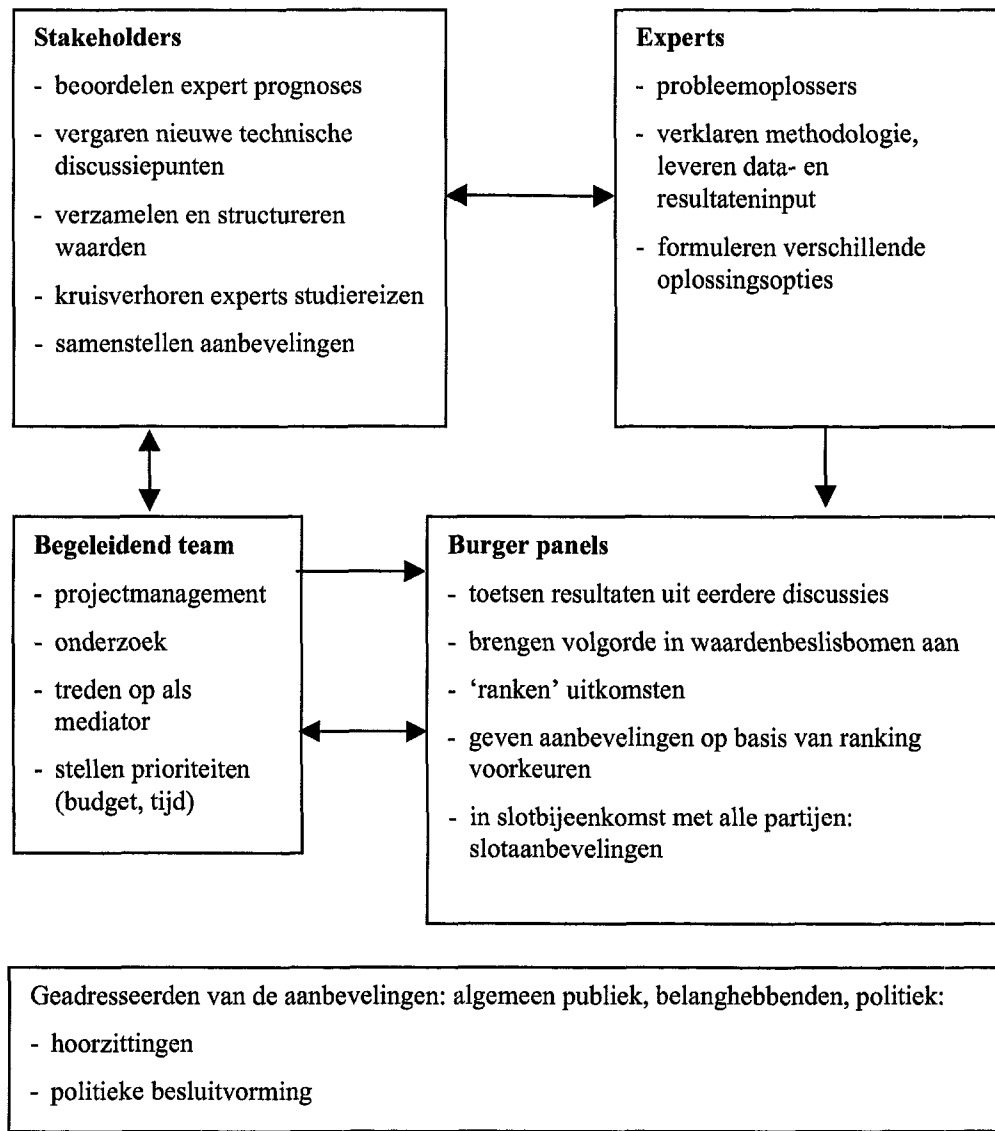 Stakeholders
- beoordelen expert prognoses
- vergaren nieuwe technische
discussiepunten
- verzamelen en structureren
waarden
- kruisverhoren experts studiereizen
- samenstellen aanbevelingen
Experts
- probleemoplossers
- verklaren methodologie,
leveren data- en
resultateninput
- formuleren verschillende
oplossingsopties
Begeleidend team
- projectmanagement
- onderzoek
- treden op als
mediator
- stellen prioriteiten
(budget, tijd)
Burger panels
- toetsen resultaten uit eerdere discussies
- brengen volgorde in waardenbeslisbomen aan
- ‘ranken’ uitkomsten
- geven aanbevelingen op basis van ranking
voorkeuren
- in slotbijeenkomst met alle partijen:
slotaanbevelingen
Geadresseerden van de aanbevelingen: algemeen publiek, belanghebbenden, politiek:
- hoorzittingen
- politieke besluitvorming